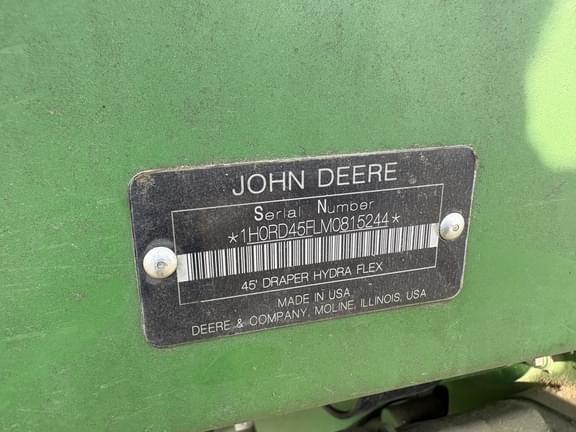 JOHN DEERE
Serial Number
*1H0RD45FLM0815244*
45' DRAPER HYDRA FLEX
MADE IN USA
DEERE & COMPANY, MOLINE, ILLINOIS, USA